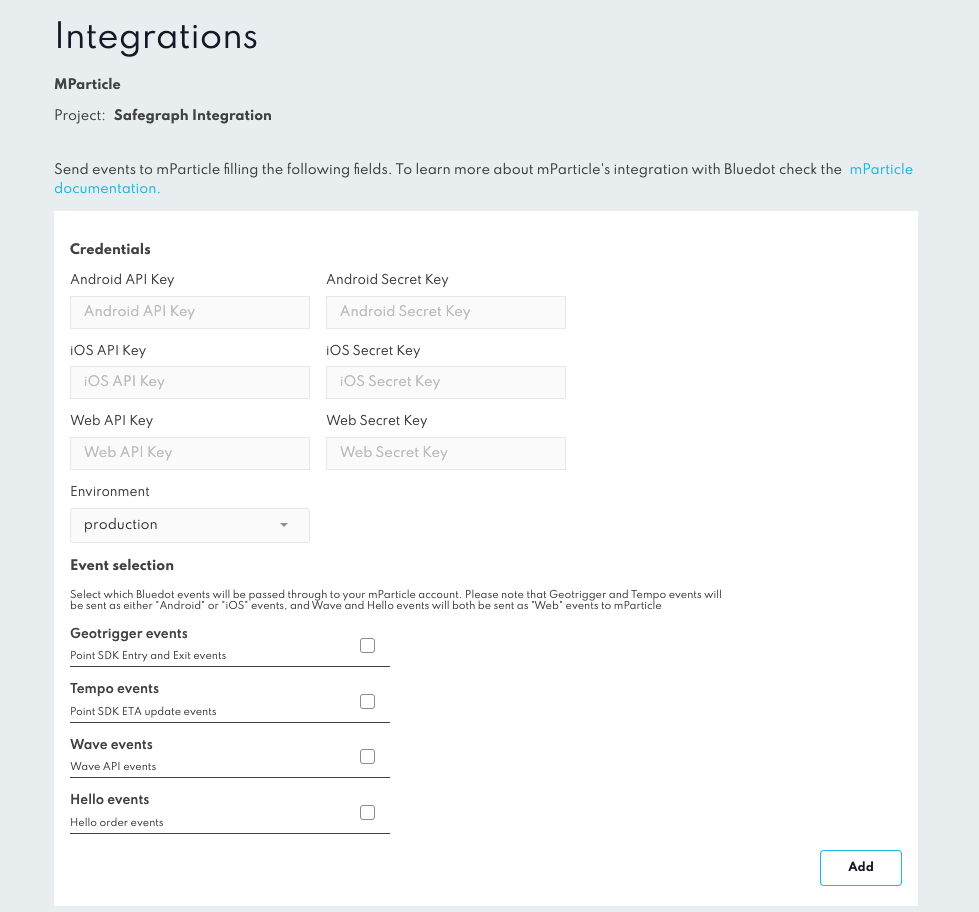 Integrations
MParticle
Project: Safegraph Integration
Send events to mParticle filling the following fields. To learn more about mParticle's integration with Bluedot check the mParticle
documentation.
Credentials
Android API Key Android Secret Key
Android API Key Android Secret Key
iOS API Key iOS Secret Key
iOS API Key iOS Secret Key
Web API Key Web Secret Key
Web API Key Web Secret Key
Environment
production
Event selection
Select which Bluedot events will be passed through to your mParticle account. Please note that Geotrigger and Tempo events will
be sent as either "Android" or "iOS" events, and Wave and Hello events will both be sent as "Web" events to mParticle
Geotrigger events
Point SDK Entry and Exit events
Tempo events
Point SDK ETA update events
Wave events
Wave API events
Hello events
Hello order events
Add